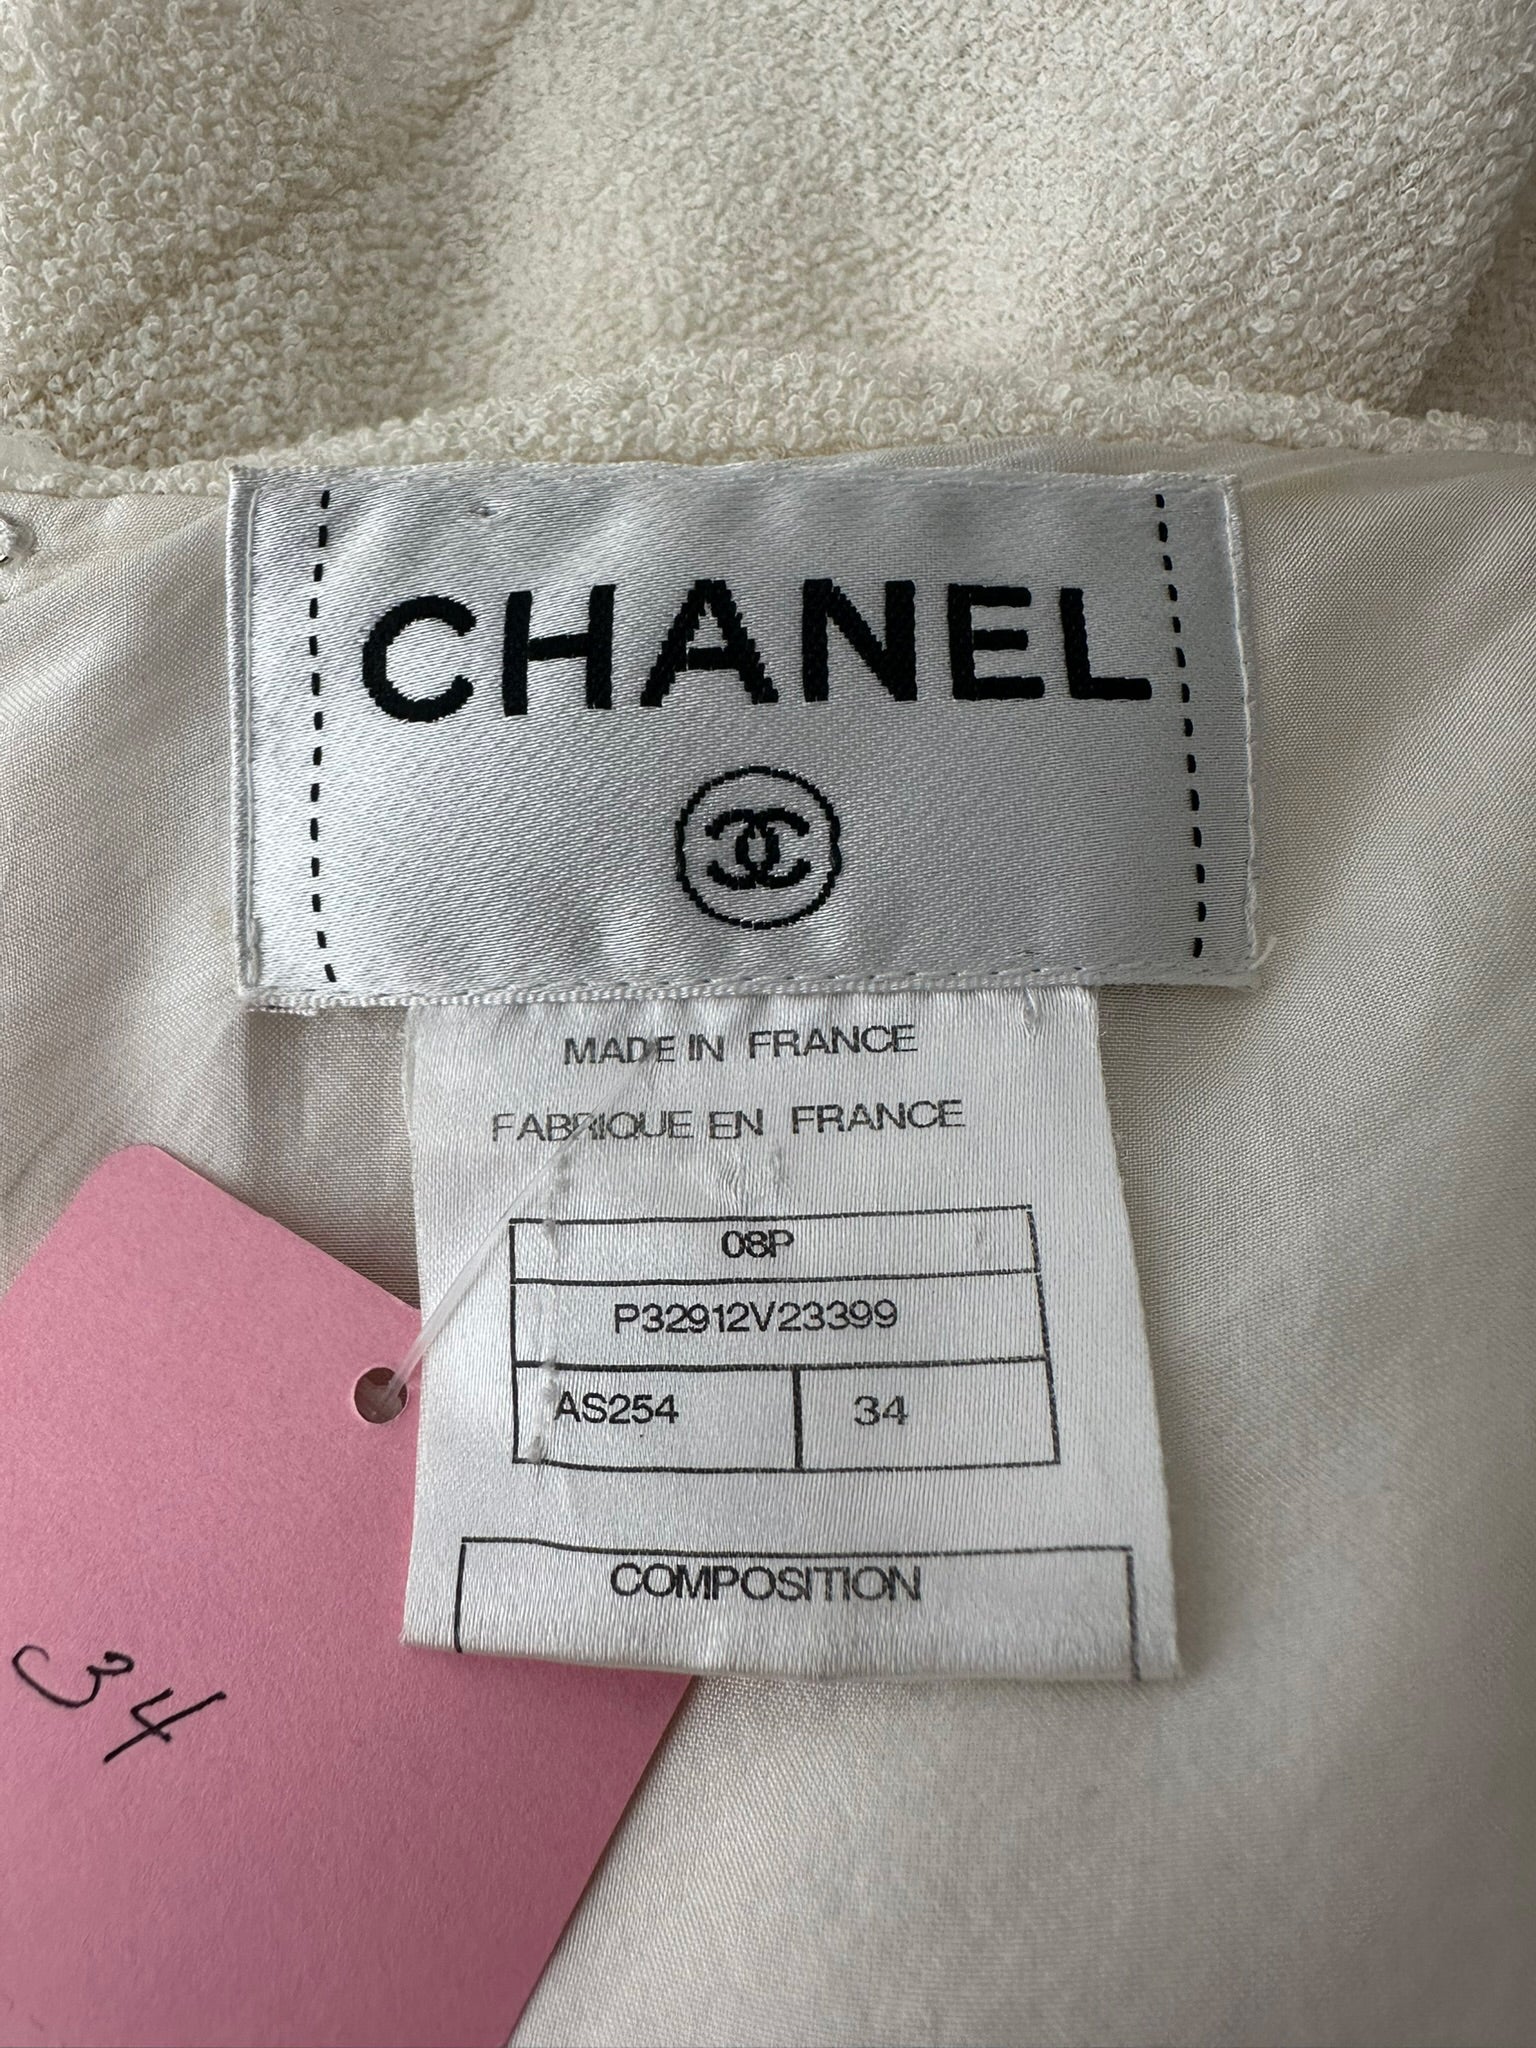 CHANEL
MADE IN FRANCE
FABRIQUE EN FRANCE
08P
P32912V23399
AS254 34
COMPOSITION
34